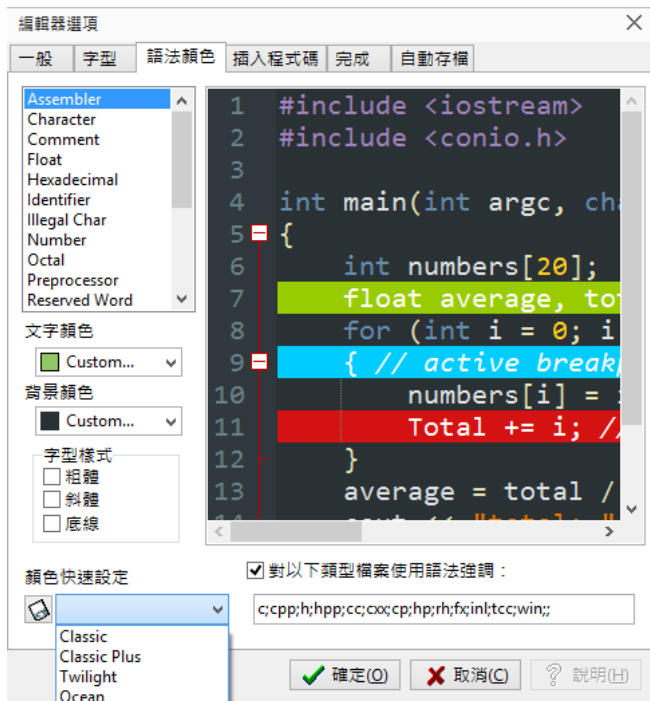 編輯器選項
一般 字型 語法顏色 插入程式碼 完成 自動存檔
Assembler
Character
Comment
Float
Hexadecimal
Identifier
Illegal Char
Number
Octal
Preprocessor
Reserved Word
文字顏色
Custom...
背景顏色
Custom...
字型樣式
粗體
斜體
底線
1 #include <iostream>
2 #include <conio.h>
3
4 int main(int argc, cha
5 {
6 int numbers[20];
7 float average, tot
8 for (int i = 0; i
9 { // active break
10 numbers[i] =
11 Total += i; //
12 }
13 average = total /
14 cout << "total: "
顏色快速設定
對以下類型檔案使用語法強調：
c;cpp;h;hpp;cc;cxx;cp;hp;rh;fx;inl;tcc;win;;
Classic
Classic Plus
Twilight
Ocean
確定(O) 取消(C) 說明(H)